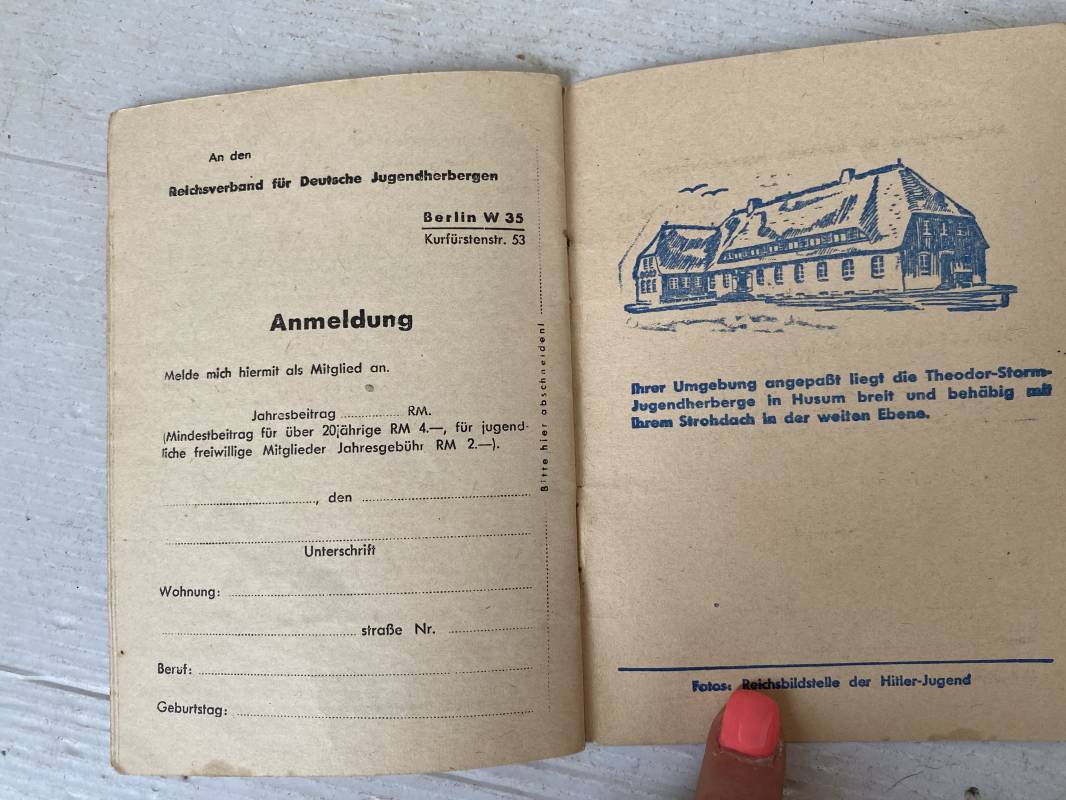 An den
Reichsverband für Deutsche Jugendherbergen
Berlin W 35
Kurfürstenstr. 53
Anmeldung
Melde mich hiermit als Mitglied an.
Jahresbeitrag .............. RM.
(Mindestbeitrag für über 20jährige RM 4.—, für jugend-
liche freiwillige Mitglieder Jahresgebühr RM 2.—).
.............................., den ..............................
Unterschrift
Wohnung: ..............................
.............................. straße Nr. ..............
Beruf: ..............................
Geburtstag: ..............................
Bitte hier abschneiden!
Ihrer Umgebung angepaßt liegt die Theodor-Storm-
Jugendherberge in Husum breit und behäbig mit
ihrem Strohdach in der weiten Ebene.
Fotos: Reichsbildstelle der Hitler-Jugend